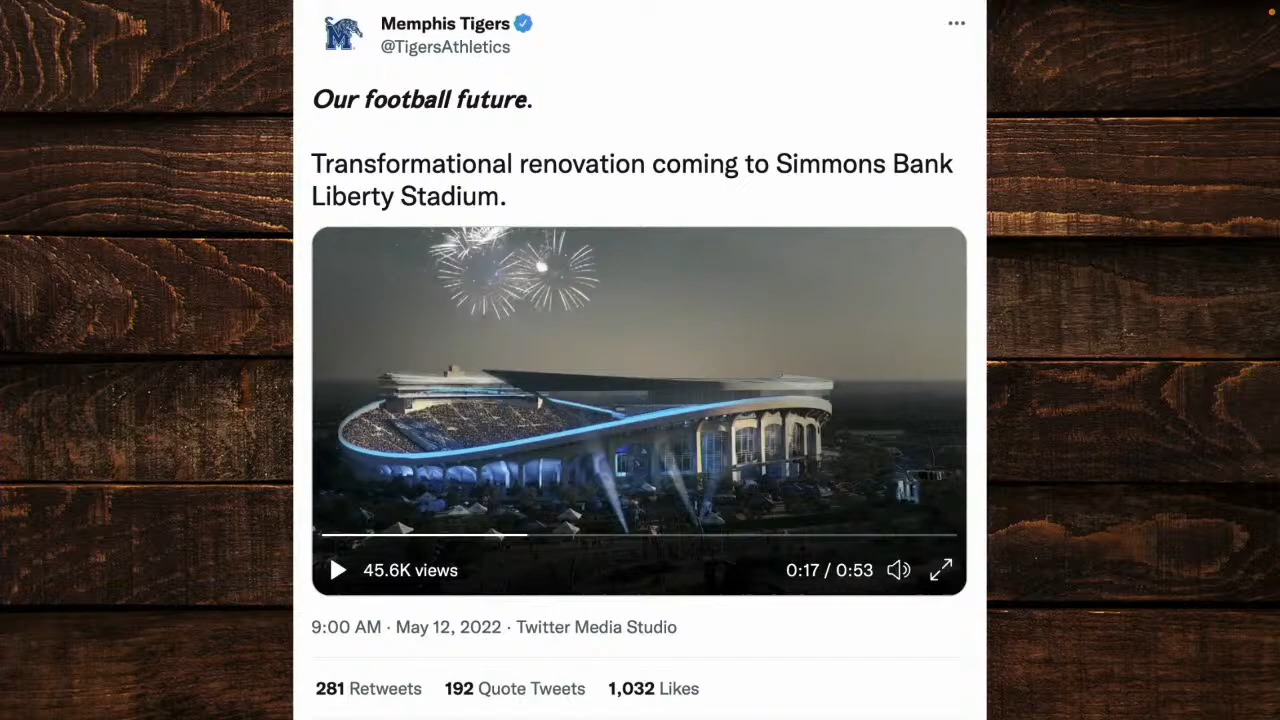 Memphis Tigers
@TigersAthletics
Our football future.
Transformational renovation coming to Simmons Bank
Liberty Stadium.
45.6K views
0:17 / 0:53
9:00 AM · May 12, 2022 · Twitter Media Studio
281 Retweets 192 Quote Tweets 1,032 Likes